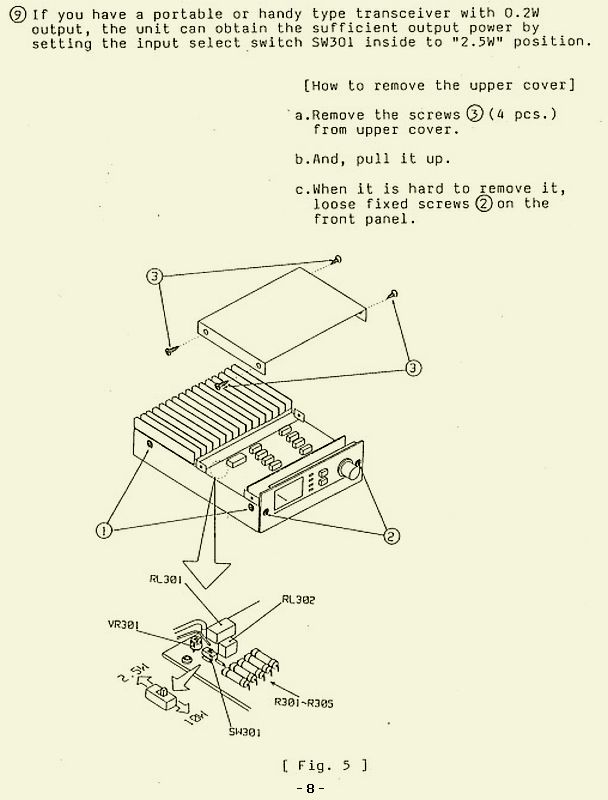 ⑨ If you have a portable or handy type transceiver with 0.2W
output, the unit can obtain the sufficient output power by
setting the input select switch SW301 inside to "2.5W" position.
[How to remove the upper cover]
a.Remove the screws ③ (4 pcs.)
from upper cover.
b.And, pull it up.
c.When it is hard to remove it,
loose fixed screws ② on the
front panel.
③
③
①
②
RL301
RL302
VR301
2.5W
10W
R301~R305
SW301
[ Fig. 5 ]
-8-